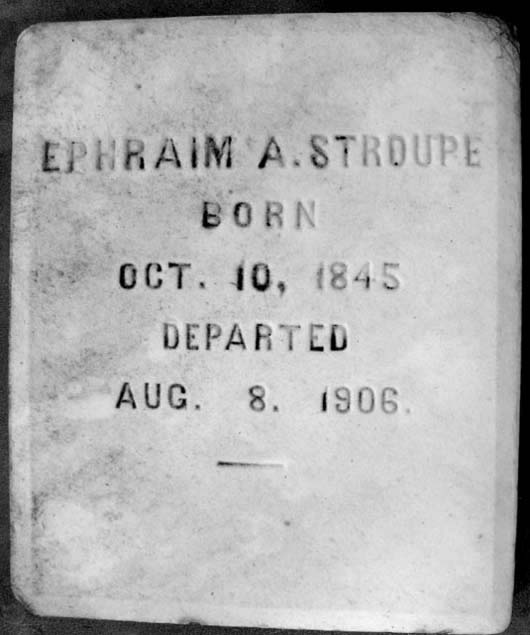 EPHRAIM A. STROUPE
BORN
OCT. 10, 1845
DEPARTED
AUG. 8. 1906.